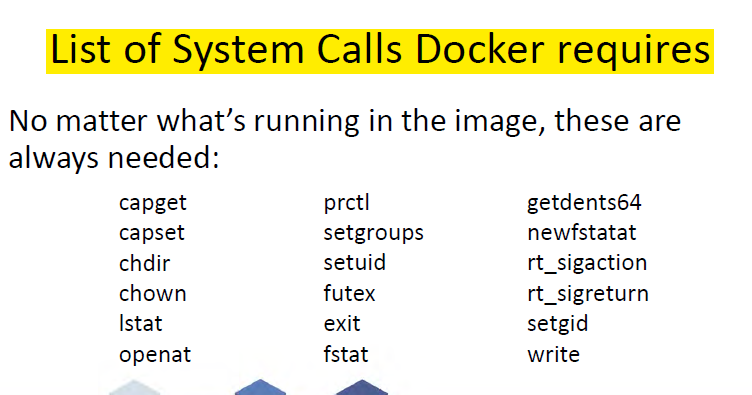 List of System Calls Docker requires
No matter what's running in the image, these are
always needed:
capget
capset
chdir
chown
lstat
openat
prctl
setgroups
setuid
futex
exit
fstat
getdents64
newfstatat
rt_sigaction
rt_sigreturn
setgid
write